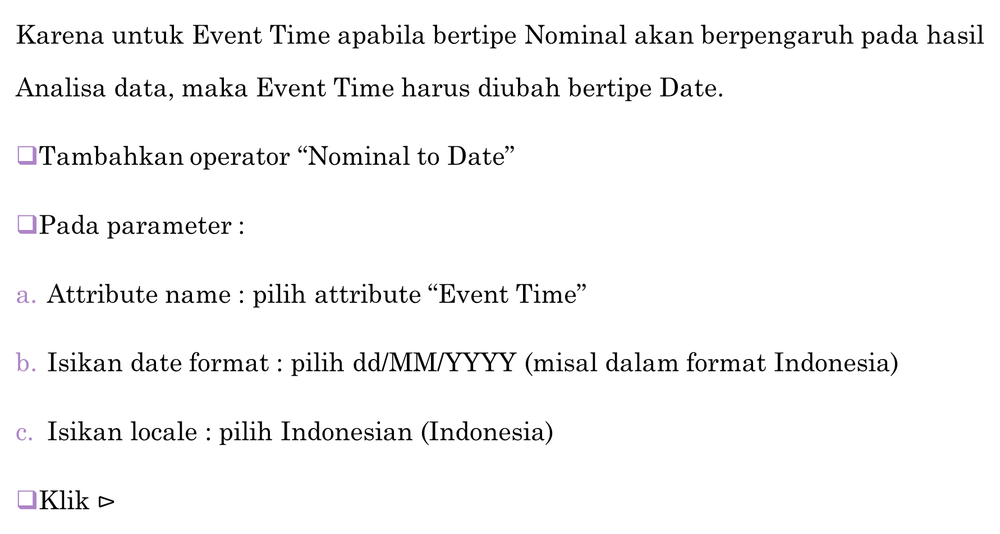 Karena untuk Event Time apabila bertipe Nominal akan berpengaruh pada hasil
Analisa data, maka Event Time harus diubah bertipe Date.
❑Tambahkan operator “Nominal to Date”
❑Pada parameter :
a. Attribute name : pilih attribute “Event Time”
b. Isikan date format : pilih dd/MM/YYYY (misal dalam format Indonesia)
c. Isikan locale : pilih Indonesian (Indonesia)
❑Klik ⊳